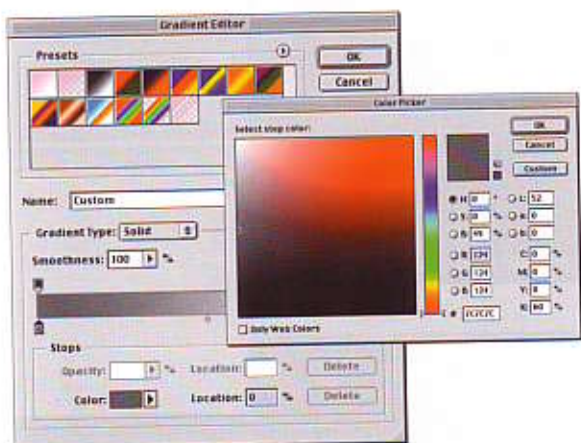 Gradient Editor
Presets
OK
Cancel
Name: Custom
Gradient Type: Solid
Smoothness: 100 %
Stops
Opacity: % Location: % Delete
Color: Location: 0 % Delete
Color Picker
Select stop color:
OK
Cancel
Custom
H: 0 ° L: 52
S: 0 % a: 0
B: 49 % b: 0
R: 124 C: 0 %
G: 124 M: 0 %
B: 124 Y: 0 %
# 7C7C7C K: 60 %
Only Web Colors